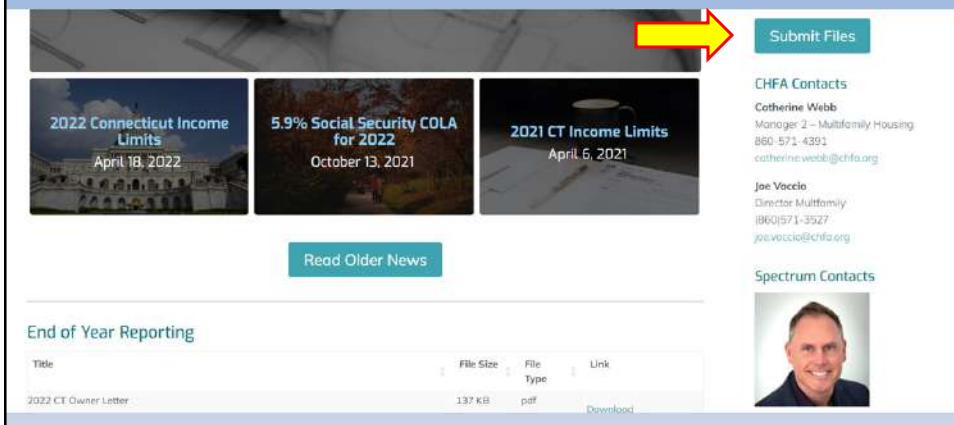 Submit Files
2022 Connecticut Income
Limits
April 18, 2022
5.9% Social Security COLA
for 2022
October 13, 2021
2021 CT Income Limits
April 6, 2021
Read Older News
CHFA Contacts
Catherine Webb
Manager 2 – Multifamily Housing
860-571-4391
catherine.webb@chfa.org
Joe Voccio
Director Multfamily
(860)571-3527
joe.voccio@chfa.org
Spectrum Contacts
End of Year Reporting
Title
File Size
File
Type
Link
2022 CT Owner Letter
137 KB
pdf
Download